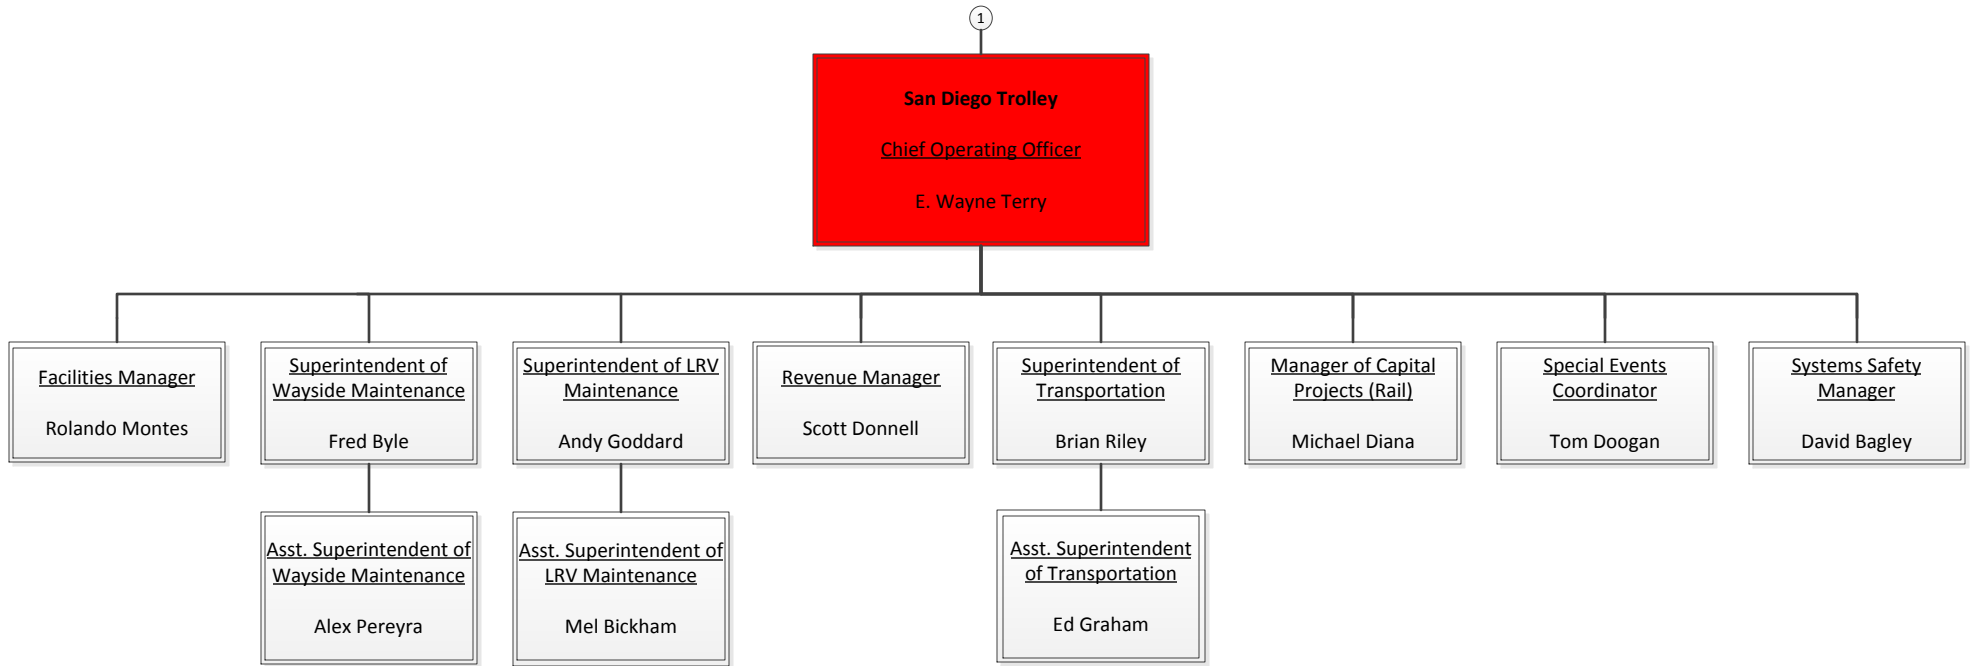 1
San Diego Trolley
Chief Operating Officer
E. Wayne Terry
Facilities Manager
Rolando Montes
Superintendent of
Wayside Maintenance
Fred Byle
Superintendent of LRV
Maintenance
Andy Goddard
Revenue Manager
Scott Donnell
Superintendent of
Transportation
Brian Riley
Manager of Capital
Projects (Rail)
Michael Diana
Special Events
Coordinator
Tom Doogan
Systems Safety
Manager
David Bagley
Asst. Superintendent of
Wayside Maintenance
Alex Pereyra
Asst. Superintendent of
LRV Maintenance
Mel Bickham
Asst. Superintendent
of Transportation
Ed Graham